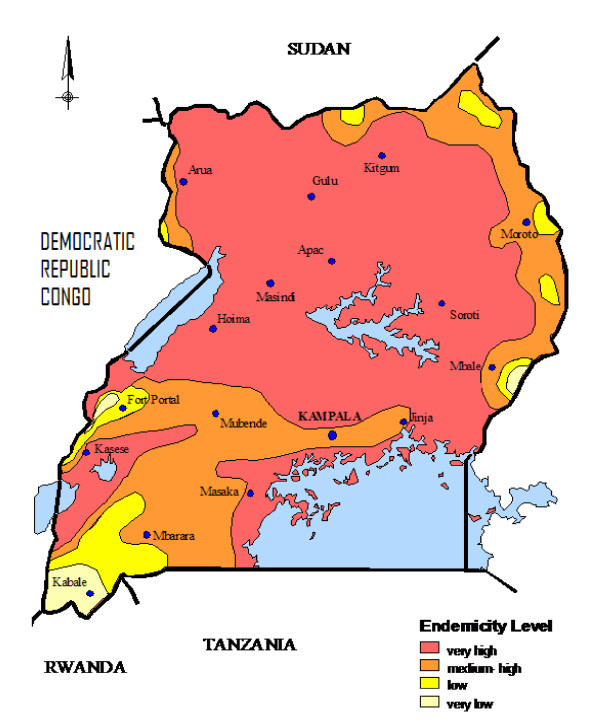 SUDAN
Arua
Kitgum
Gulu
Moroto
DEMOCRATIC
REPUBLIC
CONGO
Apac
Masindi
Hoima
Soroti
Mbale
Fort Portal
Mubende
KAMPALA
Jinja
Kasese
Masaka
Mbarara
Kabale
TANZANIA
RWANDA
Endemicity Level
very high
medium- high
low
very low